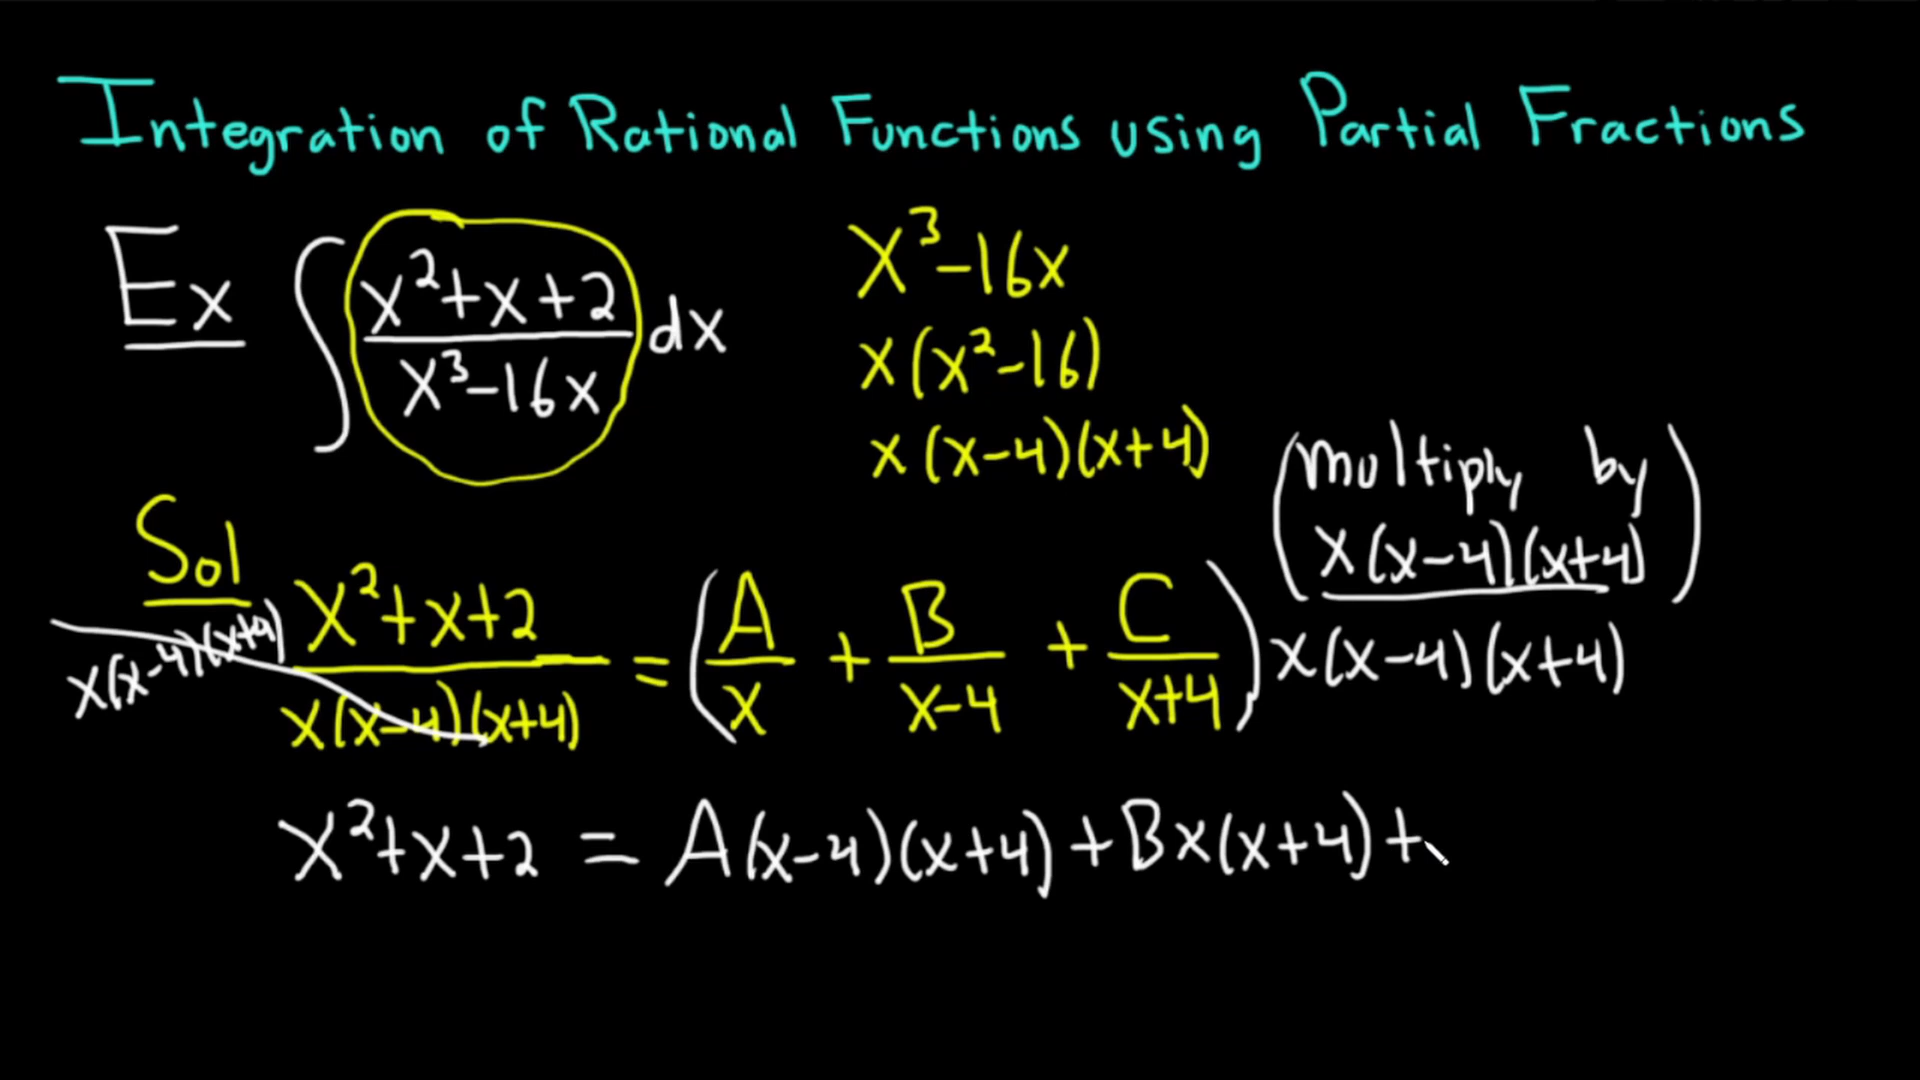 Integration of Rational Functions using Partial Fractions
Ex ∫ (x²+x+2)/(x³-16x) dx
x³-16x
x(x²-16)
x(x-4)(x+4)
(multiply by
x(x-4)(x+4))
Sol
x(x-4)(x+4) (x²+x+2)/(x(x-4)(x+4)) = (A/x + B/(x-4) + C/(x+4)) x(x-4)(x+4)
x²+x+2 = A(x-4)(x+4)+Bx(x+4)+